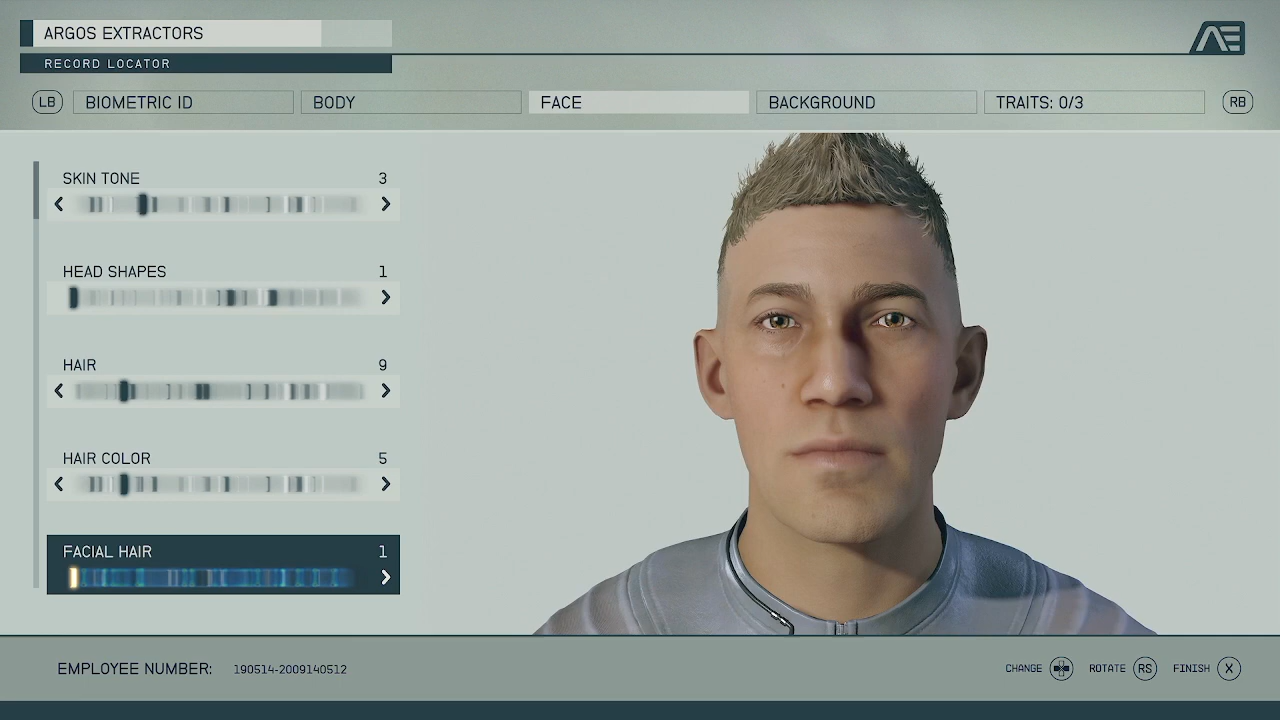 ARGOS EXTRACTORS
RECORD LOCATOR
LB BIOMETRIC ID BODY FACE BACKGROUND TRAITS: 0/3 RB
SKIN TONE 3
HEAD SHAPES 1
HAIR 9
HAIR COLOR 5
FACIAL HAIR 1
EMPLOYEE NUMBER: 190514-2009140512 CHANGE ROTATE RS FINISH X